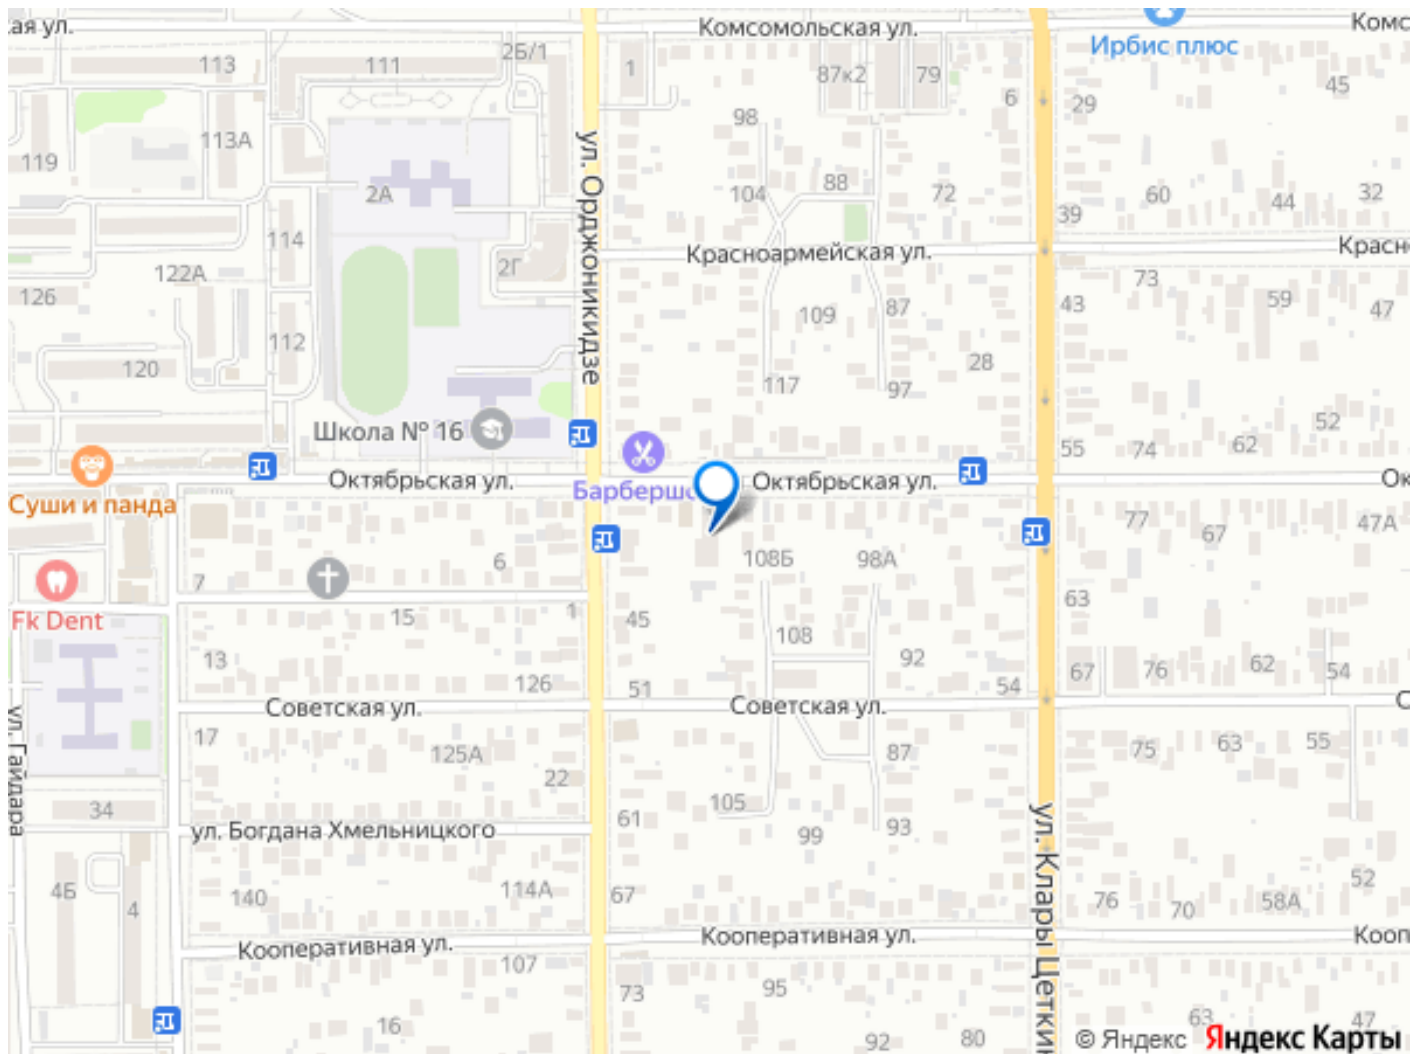 ая ул.
Комсомольская ул.
Комс
Ирбис плюс
2Б/1
113
111
1
87к2
79
6
29
45
98
113А
119
2А
104
88
72
60
44
32
39
114
ул. Орджоникидзе
Красноармейская ул.
Красн
2Г
122А
126
73
59
47
43
109
87
112
28
120
117
97
52
Школа № 16
55
74
62
Октябрьская ул.
Октябрьская ул.
Ок
Суши и панда
Барбершо
77
67
47А
108Б
98А
6
7
Fk Dent
63
15
1
45
108
13
92
67
76
62
54
126
51
54
Советская ул.
Советская ул.
С
ул. Гайдара
17
125А
22
87
75
63
55
34
105
61
99
93
ул. Богдана Хмельницкого
ул. Клары Цеткин
4Б
4
140
114А
67
76
70
58А
52
Кооперативная ул.
Кооперативная ул.
Кооп
107
73
95
16
92
80
63
47
© Яндекс Яндекс Карты